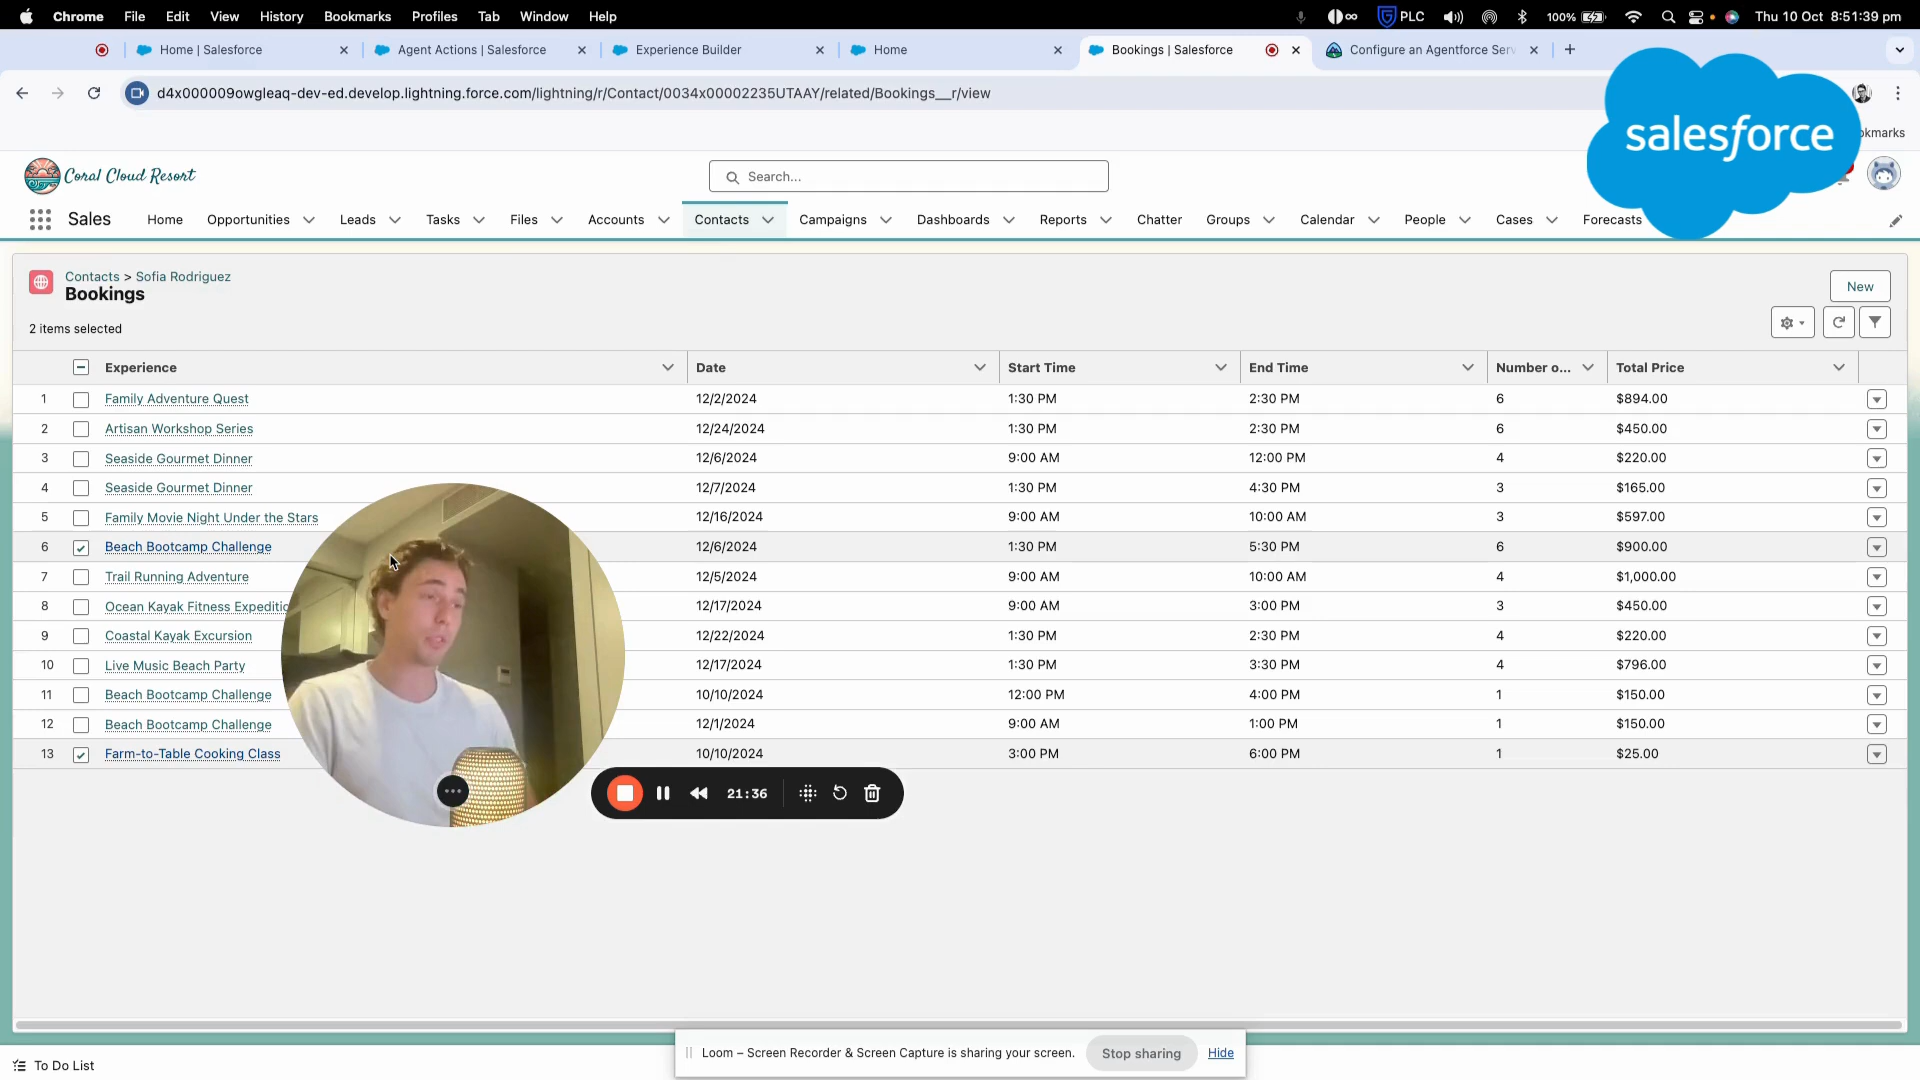 Chrome File Edit View History Bookmarks Profiles Tab Window Help PLC 100% Thu 10 Oct 8:51:39 pm
Home | Salesforce Agent Actions | Salesforce Experience Builder Home Bookings | Salesforce Configure an Agentforce Serv
d4x000009owgleaq-dev-ed.develop.lightning.force.com/lightning/r/Contact/0034x00002235UTAAY/related/Bookings__r/view
salesforce
Coral Cloud Resort Search...
Sales Home Opportunities Leads Tasks Files Accounts Contacts Campaigns Dashboards Reports Chatter Groups Calendar People Cases Forecasts
Contacts > Sofia Rodriguez
Bookings
New
2 items selected
Experience Date Start Time End Time Number o... Total Price
1 Family Adventure Quest 12/2/2024 1:30 PM 2:30 PM 6 $894.00
2 Artisan Workshop Series 12/24/2024 1:30 PM 2:30 PM 6 $450.00
3 Seaside Gourmet Dinner 12/6/2024 9:00 AM 12:00 PM 4 $220.00
4 Seaside Gourmet Dinner 12/7/2024 1:30 PM 4:30 PM 3 $165.00
5 Family Movie Night Under the Stars 12/16/2024 9:00 AM 10:00 AM 3 $597.00
6 Beach Bootcamp Challenge 12/6/2024 1:30 PM 5:30 PM 6 $900.00
7 Trail Running Adventure 12/5/2024 9:00 AM 10:00 AM 4 $1,000.00
8 Ocean Kayak Fitness Expeditio 12/17/2024 9:00 AM 3:00 PM 3 $450.00
9 Coastal Kayak Excursion 12/22/2024 1:30 PM 2:30 PM 4 $220.00
10 Live Music Beach Party 12/17/2024 1:30 PM 3:30 PM 4 $796.00
11 Beach Bootcamp Challenge 10/10/2024 12:00 PM 4:00 PM 1 $150.00
12 Beach Bootcamp Challenge 12/1/2024 9:00 AM 1:00 PM 1 $150.00
13 Farm-to-Table Cooking Class 10/10/2024 3:00 PM 6:00 PM 1 $25.00
21:36
Loom – Screen Recorder & Screen Capture is sharing your screen. Stop sharing Hide
To Do List